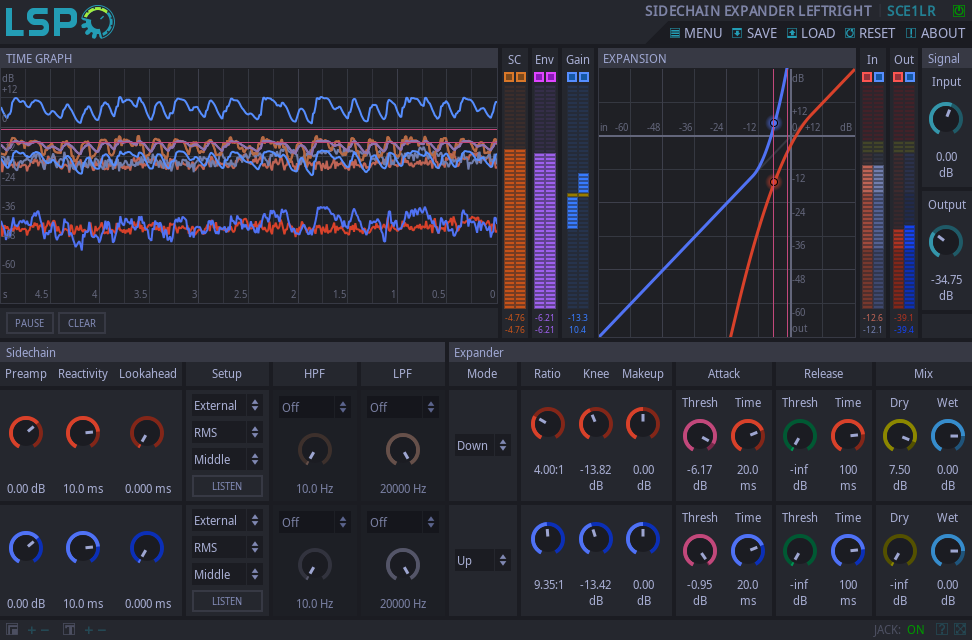 LSP
SIDECHAIN EXPANDER LEFTRIGHT SCE1LR
MENU SAVE LOAD RESET ABOUT
TIME GRAPH
SC Env Gain
EXPANSION
In Out
Signal
dB
+12
0
-24
-36
-48
-60
s 4.5 4 3.5 3 2.5 2 1.5 1 0.5 0
PAUSE CLEAR
-4.76 -6.21 -13.3
-4.76 -6.21 10.4
dB
+12
in -60 -48 -36 -24 -12 0 +12 dB
-12
-24
-36
-48
-60
out
-12.6 -39.1
-12.1 -39.4
Input
0.00
dB
Output
-34.75
dB
Sidechain
Expander
Preamp Reactivity Lookahead Setup HPF LPF
Mode Ratio Knee Makeup Attack Release Mix
0.00 dB 10.0 ms 0.000 ms
External
RMS
Middle
LISTEN
Off
10.0 Hz
Off
20000 Hz
Down
4.00:1 -13.82 dB 0.00 dB
Thresh Time Thresh Time Dry Wet
-6.17 20.0 -inf 100 7.50 0.00
dB ms dB ms dB dB
0.00 dB 10.0 ms 0.000 ms
External
RMS
Middle
LISTEN
Off
10.0 Hz
Off
20000 Hz
Up
9.35:1 -13.42 dB 0.00 dB
Thresh Time Thresh Time Dry Wet
-0.95 20.0 -inf 100 -inf 0.00
dB ms dB ms dB dB
JACK: ON